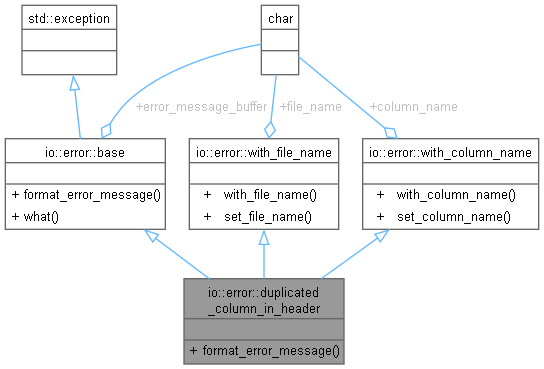 std::exception
char
+error_message_buffer
+file_name
+column_name
io::error::base
+ format_error_message()
+ what()
io::error::with_file_name
+ with_file_name()
+ set_file_name()
io::error::with_column_name
+ with_column_name()
+ set_column_name()
io::error::duplicated
_column_in_header
+ format_error_message()